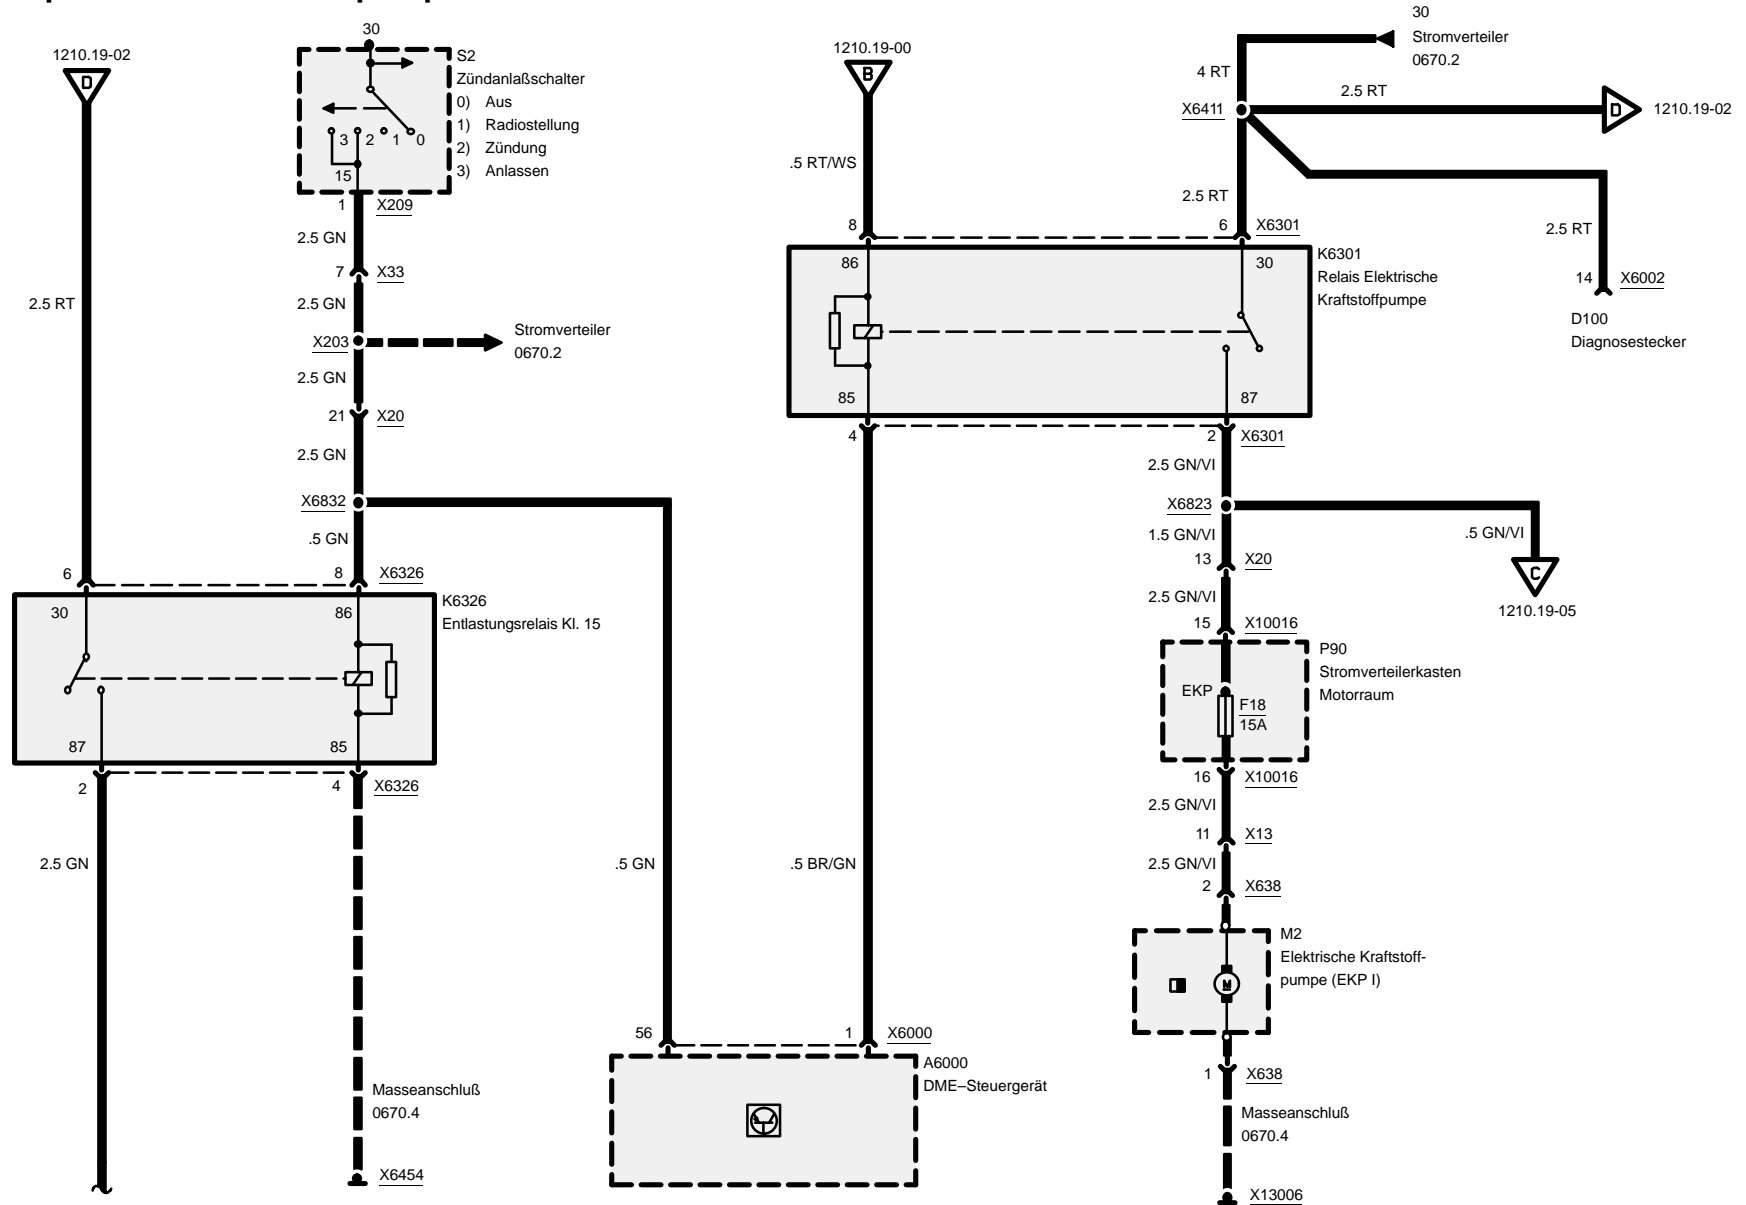 1210.19-02
D
30
S2
Zündanlaßschalter
0) Aus
1) Radiostellung
2) Zündung
3) Anlassen
3 2 1 0
15
1 X209
2.5 GN
7 X33
2.5 RT
2.5 GN
X203
Stromverteiler
0670.2
2.5 GN
21 X20
2.5 GN
X6832
.5 GN
6
8 X6326
K6326
Entlastungsrelais Kl. 15
30
86
87
85
2
4 X6326
2.5 GN
.5 GN
Masseanschluß
0670.4
X6454
1210.19-00
B
.5 RT/WS
30
Stromverteiler
0670.2
4 RT
X6411
2.5 RT
D
1210.19-02
2.5 RT
2.5 RT
14 X6002
D100
Diagnosestecker
8
6 X6301
K6301
Relais Elektrische
Kraftstoffpumpe
86
30
85
87
4
2 X6301
2.5 GN/VI
X6823
.5 GN/VI
C
1210.19-05
1.5 GN/VI
13 X20
2.5 GN/VI
15 X10016
P90
Stromverteilerkasten
Motorraum
EKP
F18
15A
16 X10016
2.5 GN/VI
11 X13
2.5 GN/VI
2 X638
M2
Elektrische Kraftstoff-
pumpe (EKP I)
M
1 X638
Masseanschluß
0670.4
X13006
.5 BR/GN
56
1 X6000
A6000
DME–Steuergerät